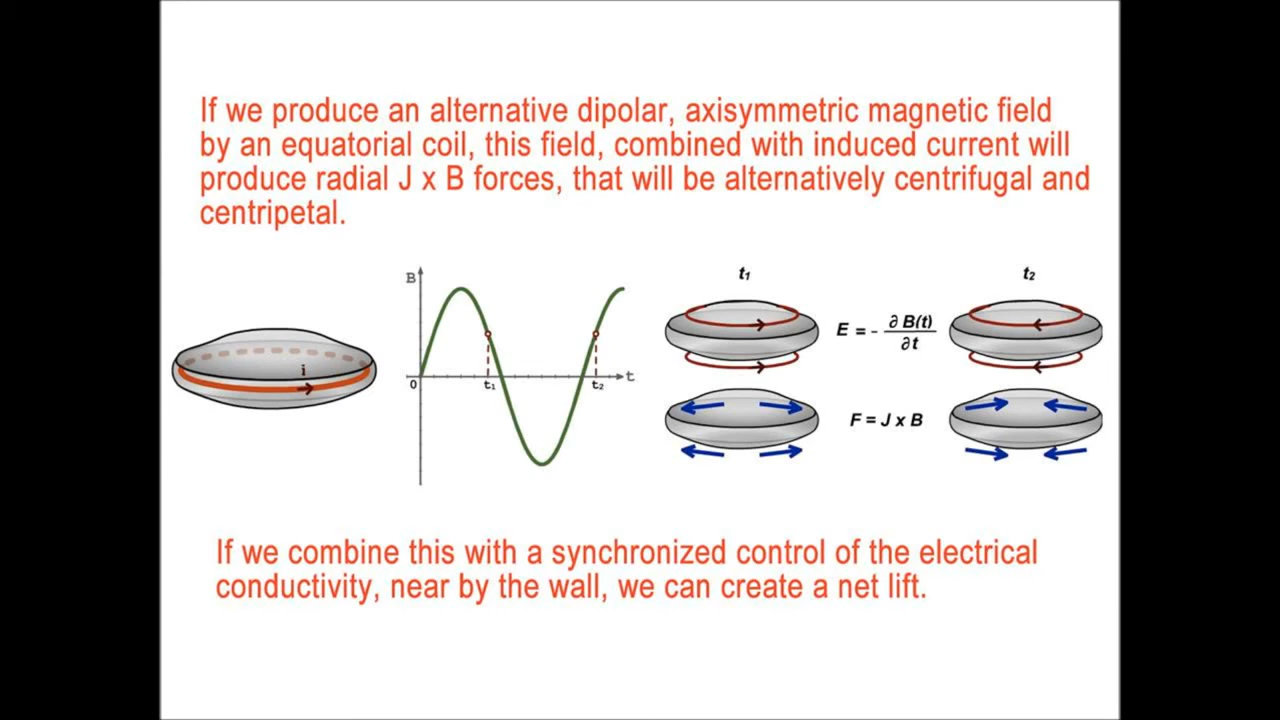 If we produce an alternative dipolar, axisymmetric magnetic field
by an equatorial coil, this field, combined with induced current will
produce radial J x B forces, that will be alternatively centrifugal and
centripetal.
i
B
0
t₁
t₂
t
t₁
t₂
E = - ∂ B(t) / ∂t
F = J x B
If we combine this with a synchronized control of the electrical
conductivity, near by the wall, we can create a net lift.